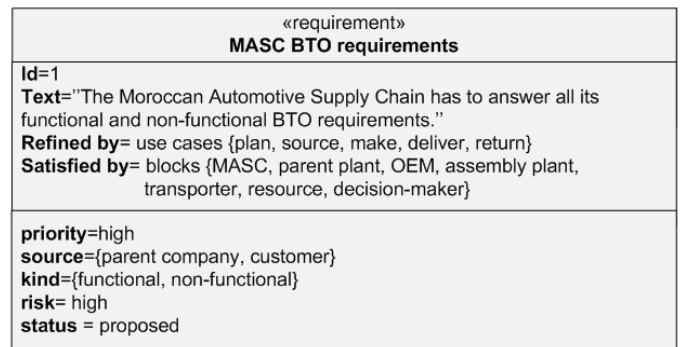 «requirement»
MASC BTO requirements
Id=1
Text=''The Moroccan Automotive Supply Chain has to answer all its
functional and non-functional BTO requirements.''
Refined by= use cases {plan, source, make, deliver, return}
Satisfied by= blocks {MASC, parent plant, OEM, assembly plant,
transporter, resource, decision-maker}
priority=high
source={parent company, customer}
kind={functional, non-functional}
risk= high
status = proposed